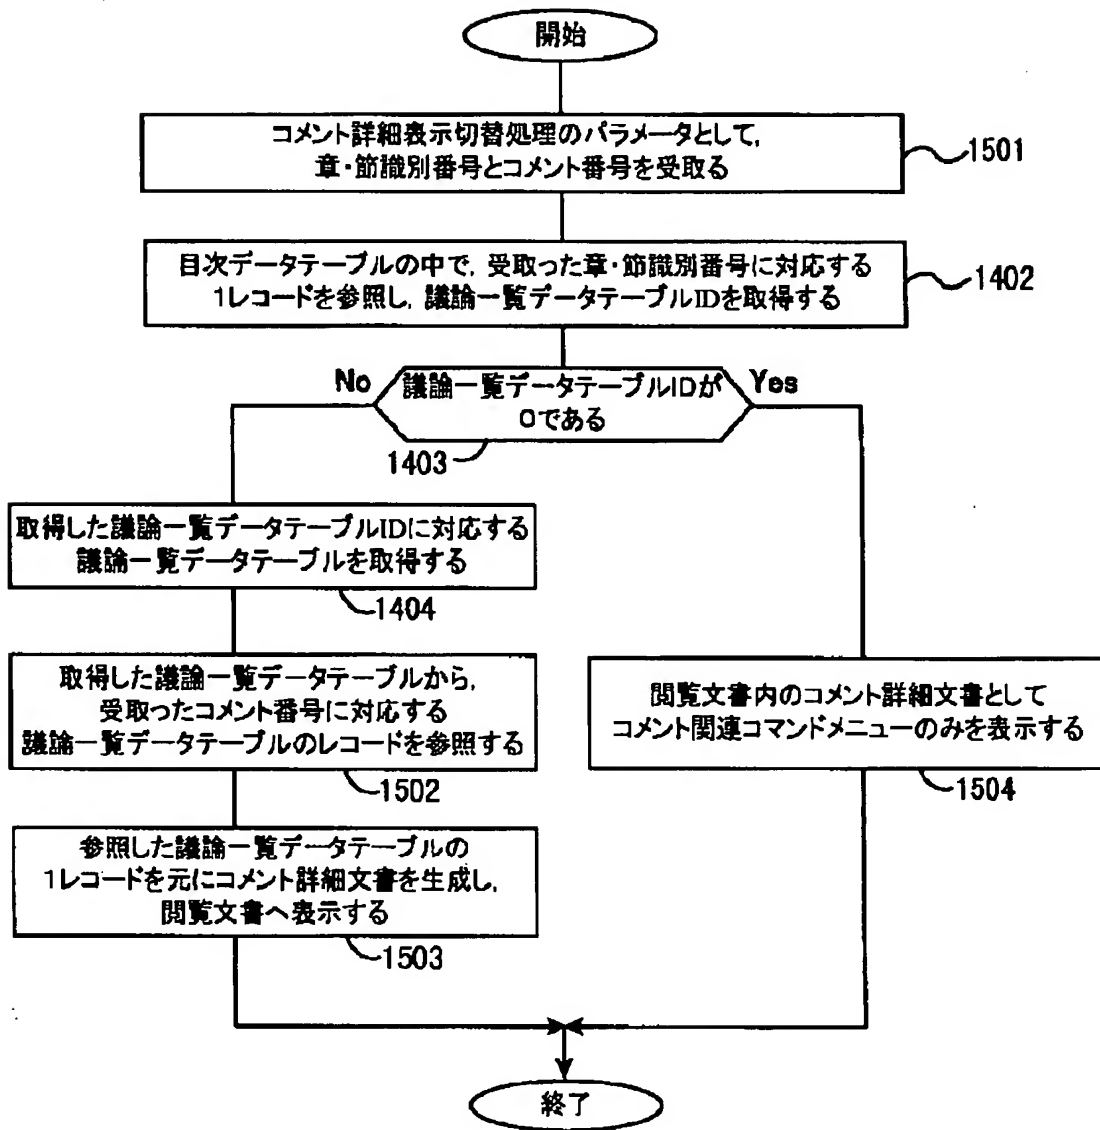 開始
コメント詳細表示切替処理のパラメータとして,
章・節識別番号とコメント番号を受取る
1501
目次データテーブルの中で, 受取った章・節識別番号に対応する
1レコードを参照し, 議論一覧データテーブルIDを取得する
1402
No
議論一覧データテーブルIDが
0である
Yes
1403
取得した議論一覧データテーブルIDに対応する
議論一覧データテーブルを取得する
1404
取得した議論一覧データテーブルから,
受取ったコメント番号に対応する
議論一覧データテーブルのレコードを参照する
1502
閲覧文書内のコメント詳細文書として
コメント関連コマンドメニューのみを表示する
1504
参照した議論一覧データテーブルの
1レコードを元にコメント詳細文書を生成し,
閲覧文書へ表示する
1503
終了